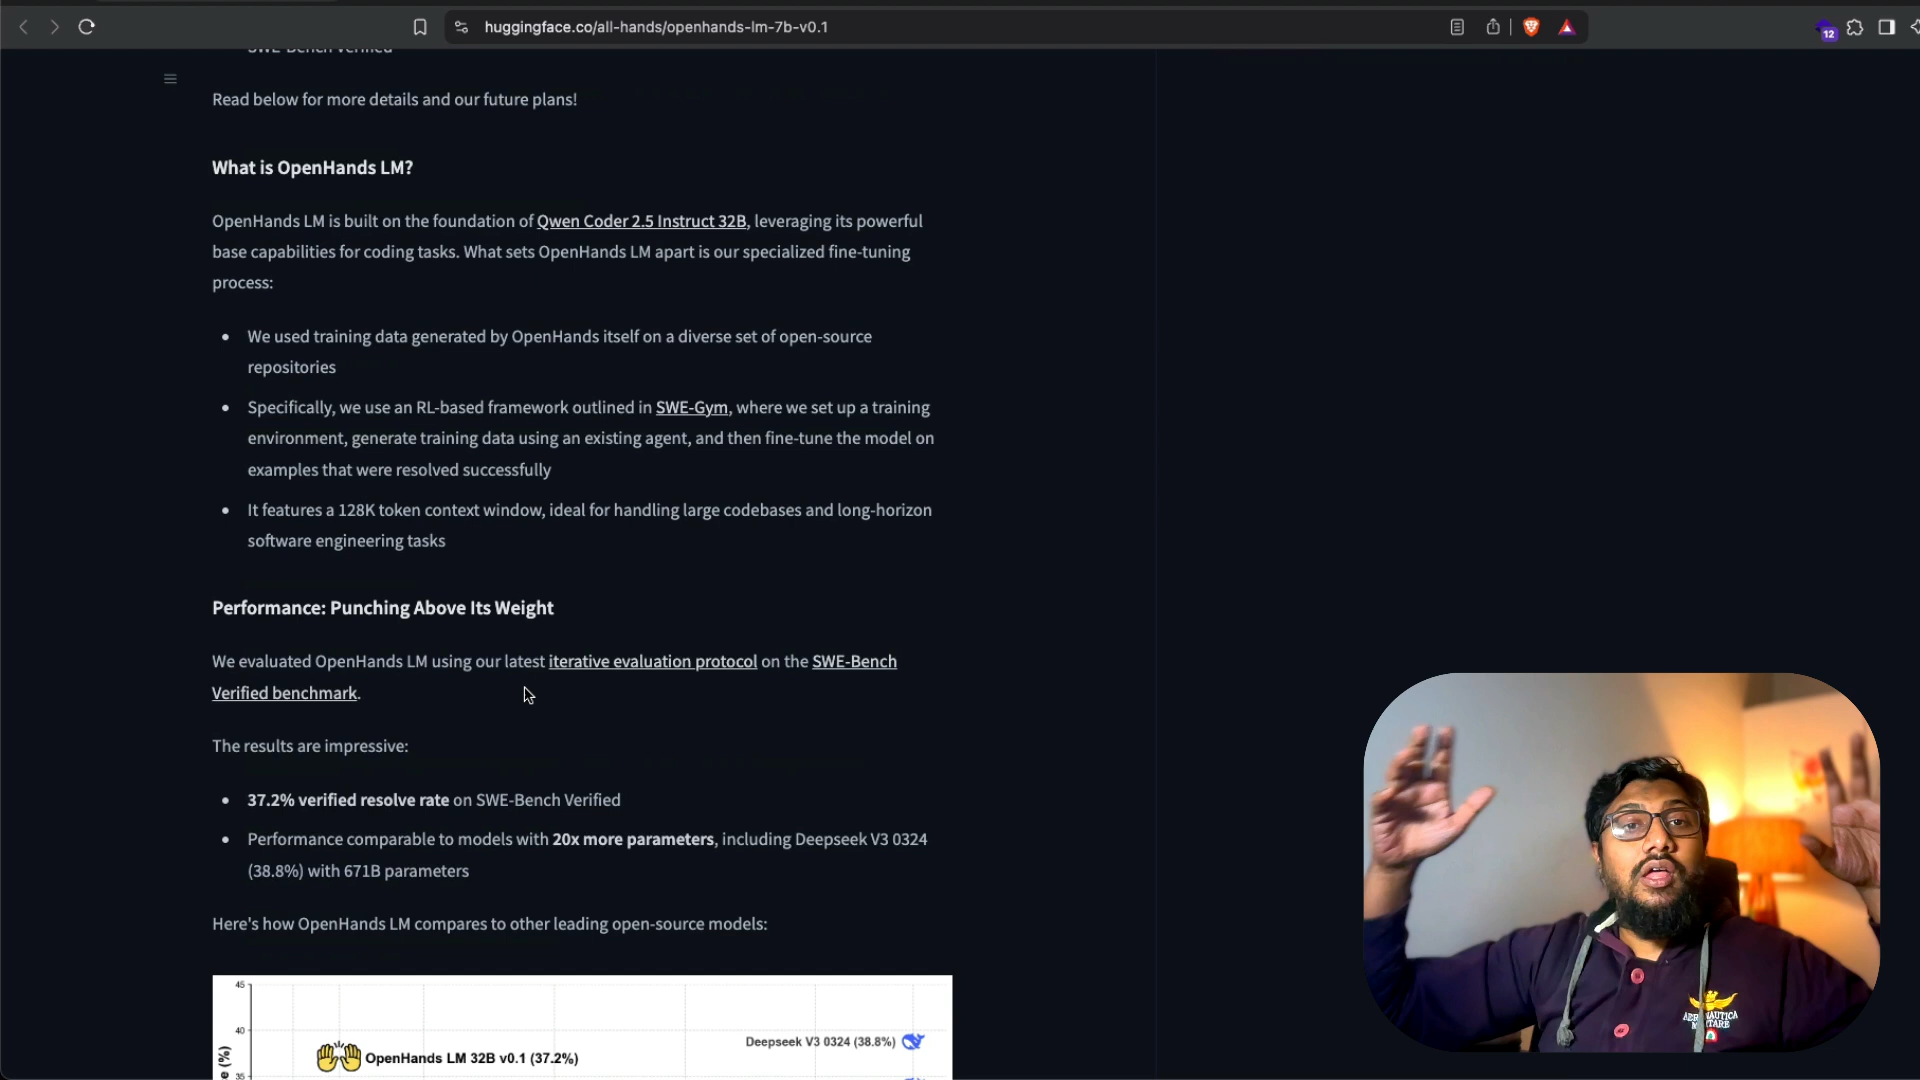 huggingface.co/all-hands/openhands-lm-7b-v0.1
12
SWE-Bench Verified
Read below for more details and our future plans!
What is OpenHands LM?
OpenHands LM is built on the foundation of Qwen Coder 2.5 Instruct 32B, leveraging its powerful
base capabilities for coding tasks. What sets OpenHands LM apart is our specialized fine-tuning
process:
We used training data generated by OpenHands itself on a diverse set of open-source
repositories
Specifically, we use an RL-based framework outlined in SWE-Gym, where we set up a training
environment, generate training data using an existing agent, and then fine-tune the model on
examples that were resolved successfully
It features a 128K token context window, ideal for handling large codebases and long-horizon
software engineering tasks
Performance: Punching Above Its Weight
We evaluated OpenHands LM using our latest iterative evaluation protocol on the SWE-Bench
Verified benchmark.
The results are impressive:
37.2% verified resolve rate on SWE-Bench Verified
Performance comparable to models with 20x more parameters, including Deepseek V3 0324
(38.8%) with 671B parameters
Here's how OpenHands LM compares to other leading open-source models:
45
40
Deepseek V3 0324 (38.8%)
OpenHands LM 32B v0.1 (37.2%)
35
e (%)